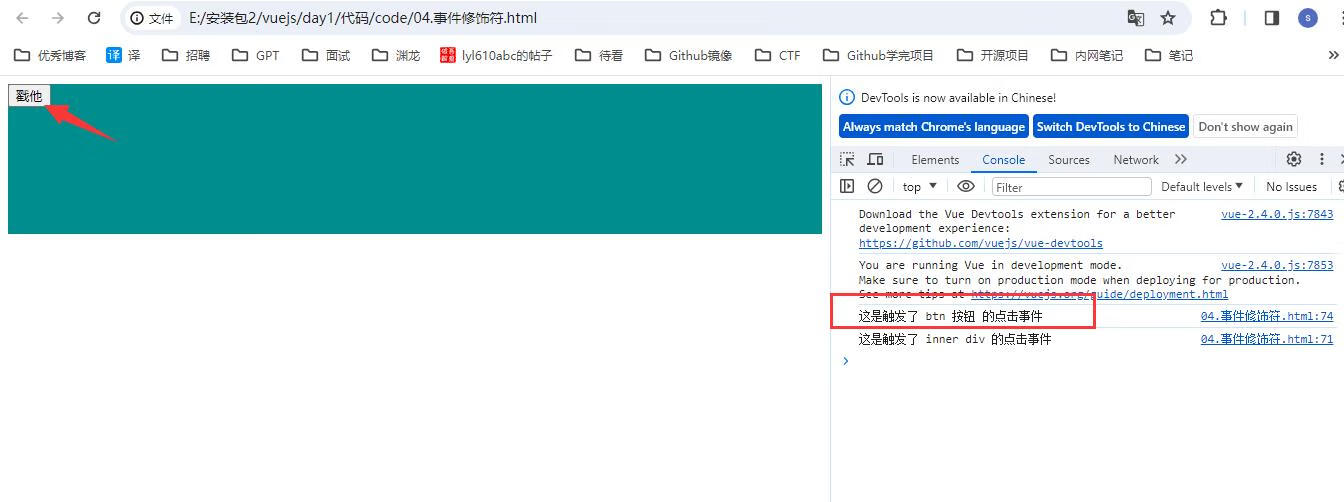 文件 E:/安装包2/vuejs/day1/代码/code/04.事件修饰符.html S
优秀博客 译 译 招聘 GPT 面试 渊龙 lyl610abc的帖子 待看 Github镜像 CTF Github学完项目 开源项目 内网笔记 笔记
戳他
DevTools is now available in Chinese!
Always match Chrome's language Switch DevTools to Chinese Don't show again
Elements Console Sources Network
top Filter Default levels No Issues
Download the Vue Devtools extension for a better vue-2.4.0.js:7843
development experience:
https://github.com/vuejs/vue-devtools
You are running Vue in development mode. vue-2.4.0.js:7853
Make sure to turn on production mode when deploying for production.
See more tips at https://vuejs.org/guide/deployment.html
这是触发了 btn 按钮 的点击事件 04.事件修饰符.html:74
这是触发了 inner div 的点击事件 04.事件修饰符.html:71